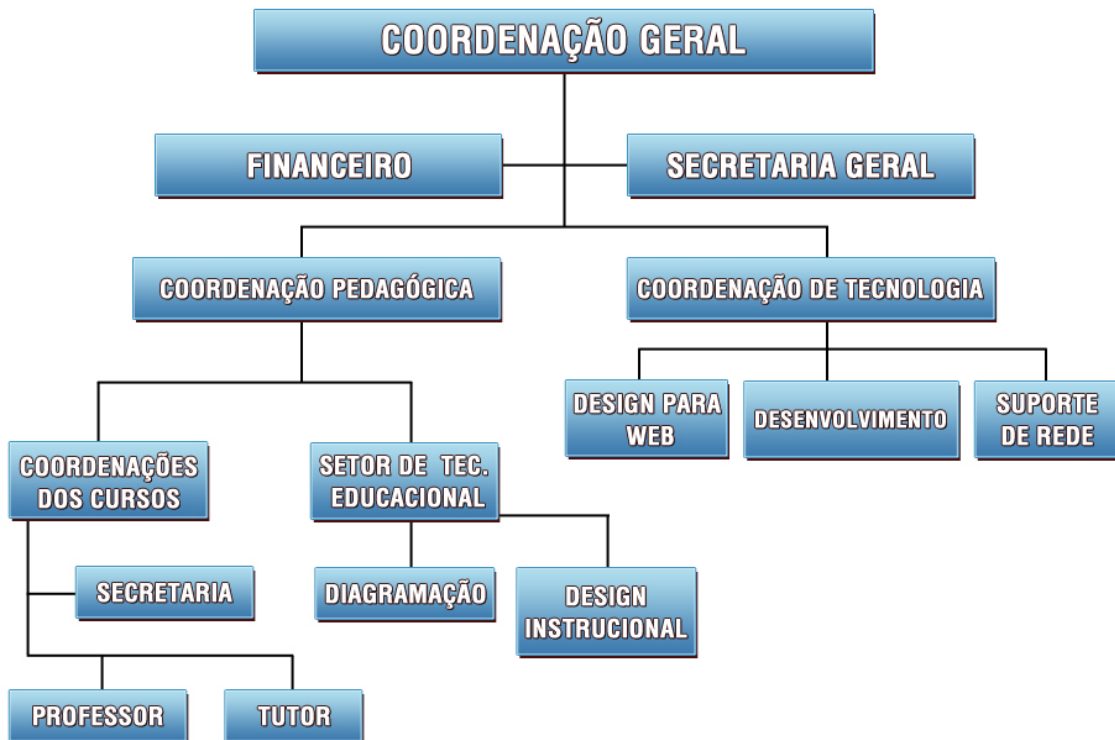 COORDENAÇÃO GERAL
FINANCEIRO
SECRETARIA GERAL
COORDENAÇÃO PEDAGÓGICA
COORDENAÇÃO DE TECNOLOGIA
DESIGN PARA
WEB
DESENVOLVIMENTO
SUPORTE
DE REDE
COORDENAÇÕES
DOS CURSOS
SETOR DE TEC.
EDUCACIONAL
SECRETARIA
DIAGRAMAÇÃO
DESIGN
INSTRUCIONAL
PROFESSOR
TUTOR